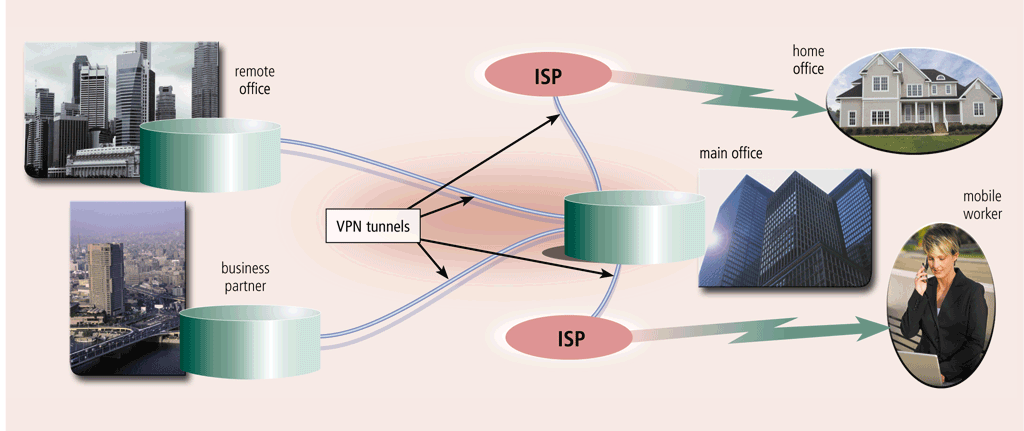 remote
office
ISP
home
office
main office
mobile
worker
VPN tunnels
business
partner
ISP